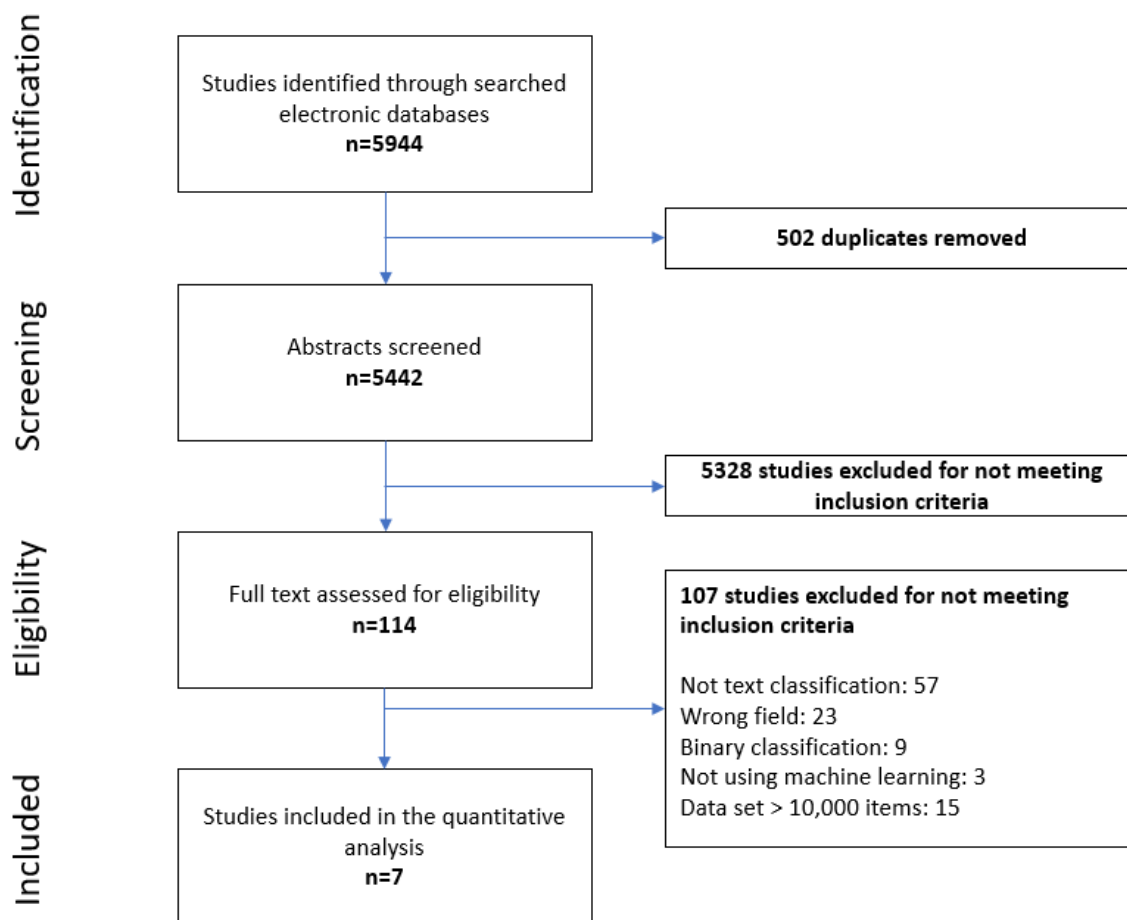 Identification
Studies identified through searched
electronic databases
n=5944
502 duplicates removed
Screening
Abstracts screened
n=5442
5328 studies excluded for not meeting
inclusion criteria
Eligibility
Full text assessed for eligibility
n=114
107 studies excluded for not meeting
inclusion criteria
Not text classification: 57
Wrong field: 23
Binary classification: 9
Not using machine learning: 3
Data set > 10,000 items: 15
Included
Studies included in the quantitative
analysis
n=7